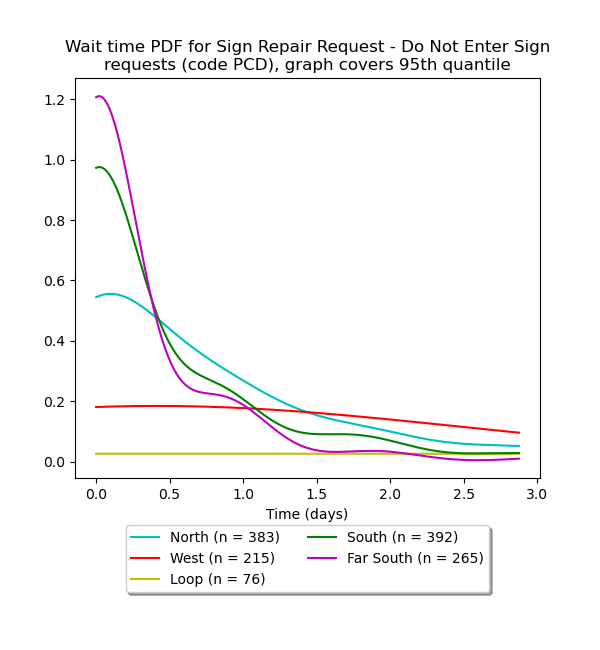 Wait time PDF for Sign Repair Request - Do Not Enter Sign
requests (code PCD), graph covers 95th quantile
1.2
1.0
0.8
0.6
0.4
0.2
0.0
0.0 0.5 1.0 1.5 2.0 2.5 3.0
Time (days)
North (n = 383) South (n = 392)
West (n = 215) Far South (n = 265)
Loop (n = 76)